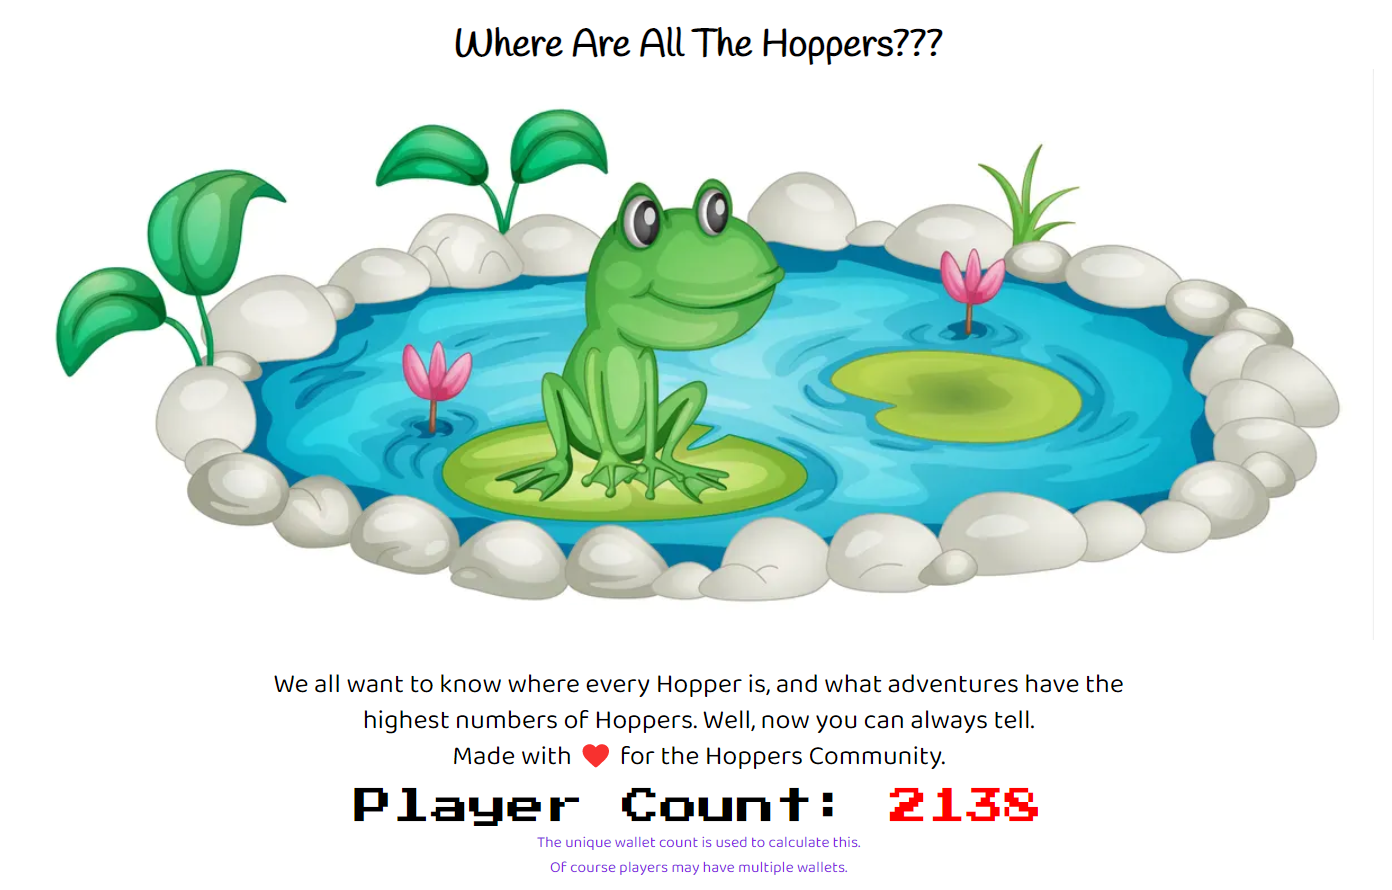 Where Are All The Hoppers???
We all want to know where every Hopper is, and what adventures have the
highest numbers of Hoppers. Well, now you can always tell.
Made with ❤ for the Hoppers Community.
Player Count: 2138
The unique wallet count is used to calculate this.
Of course players may have multiple wallets.